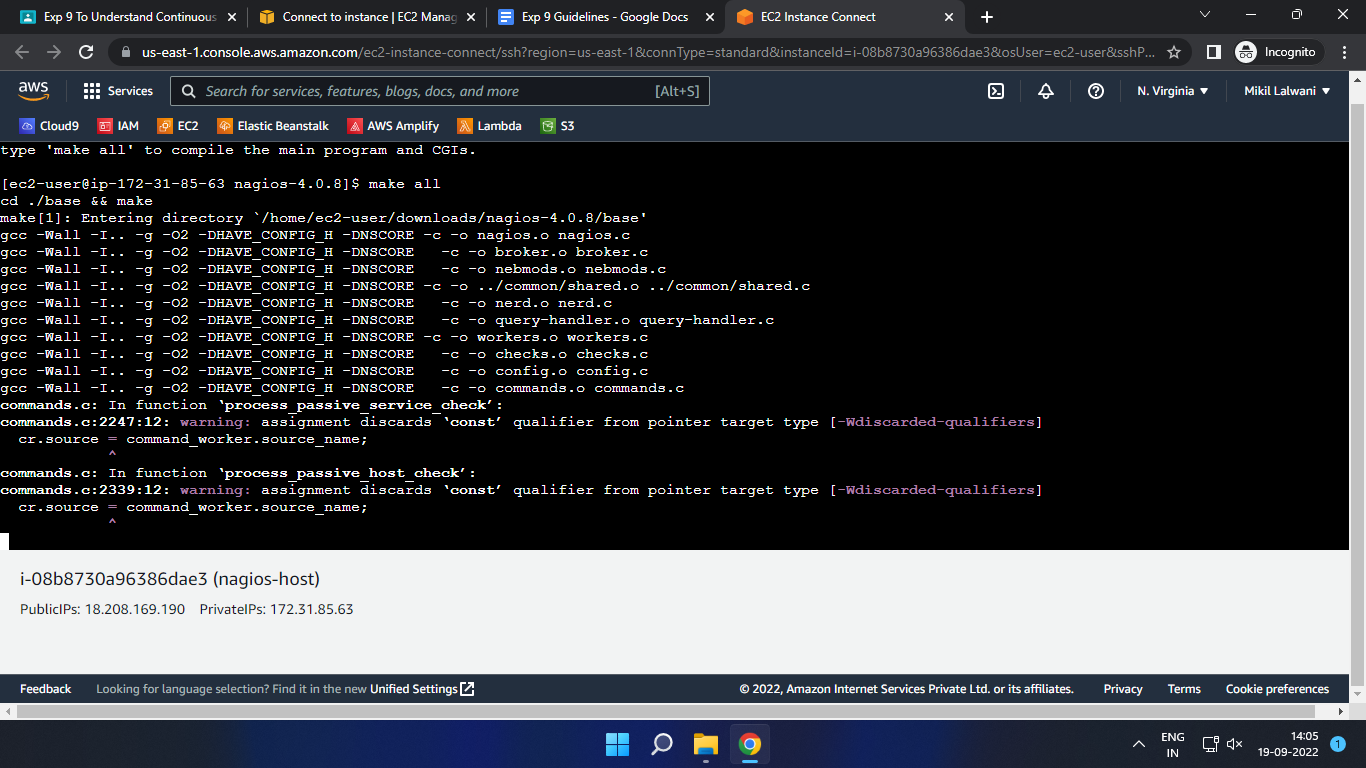 Exp 9 To Understand Continuous
Connect to instance | EC2 Manag
Exp 9 Guidelines - Google Docs
EC2 Instance Connect
us-east-1.console.aws.amazon.com/ec2-instance-connect/ssh?region=us-east-1&connType=standard&instanceId=i-08b8730a96386dae3&osUser=ec2-user&sshP...
Incognito
aws
Services
Search for services, features, blogs, docs, and more
[Alt+S]
N. Virginia
Mikil Lalwani
Cloud9
IAM
EC2
Elastic Beanstalk
AWS Amplify
Lambda
S3
type 'make all' to compile the main program and CGIs.
[ec2-user@ip-172-31-85-63 nagios-4.0.8]$ make all
cd ./base && make
make[1]: Entering directory `/home/ec2-user/downloads/nagios-4.0.8/base'
gcc -Wall -I.. -g -O2 -DHAVE_CONFIG_H -DNSCORE -c -o nagios.o nagios.c
gcc -Wall -I.. -g -O2 -DHAVE_CONFIG_H -DNSCORE   -c -o broker.o broker.c
gcc -Wall -I.. -g -O2 -DHAVE_CONFIG_H -DNSCORE   -c -o nebmods.o nebmods.c
gcc -Wall -I.. -g -O2 -DHAVE_CONFIG_H -DNSCORE -c -o ../common/shared.o ../common/shared.c
gcc -Wall -I.. -g -O2 -DHAVE_CONFIG_H -DNSCORE   -c -o nerd.o nerd.c
gcc -Wall -I.. -g -O2 -DHAVE_CONFIG_H -DNSCORE   -c -o query-handler.o query-handler.c
gcc -Wall -I.. -g -O2 -DHAVE_CONFIG_H -DNSCORE -c -o workers.o workers.c
gcc -Wall -I.. -g -O2 -DHAVE_CONFIG_H -DNSCORE   -c -o checks.o checks.c
gcc -Wall -I.. -g -O2 -DHAVE_CONFIG_H -DNSCORE   -c -o config.o config.c
gcc -Wall -I.. -g -O2 -DHAVE_CONFIG_H -DNSCORE   -c -o commands.o commands.c
commands.c: In function ‘process_passive_service_check’:
commands.c:2247:12: warning: assignment discards ‘const’ qualifier from pointer target type [-Wdiscarded-qualifiers]
  cr.source = command_worker.source_name;
            ^
commands.c: In function ‘process_passive_host_check’:
commands.c:2339:12: warning: assignment discards ‘const’ qualifier from pointer target type [-Wdiscarded-qualifiers]
  cr.source = command_worker.source_name;
            ^
i-08b8730a96386dae3 (nagios-host)
PublicIPs: 18.208.169.190 PrivateIPs: 172.31.85.63
Feedback
Looking for language selection? Find it in the new Unified Settings
© 2022, Amazon Internet Services Private Ltd. or its affiliates.
Privacy
Terms
Cookie preferences
ENG
IN
14:05
19-09-2022
1